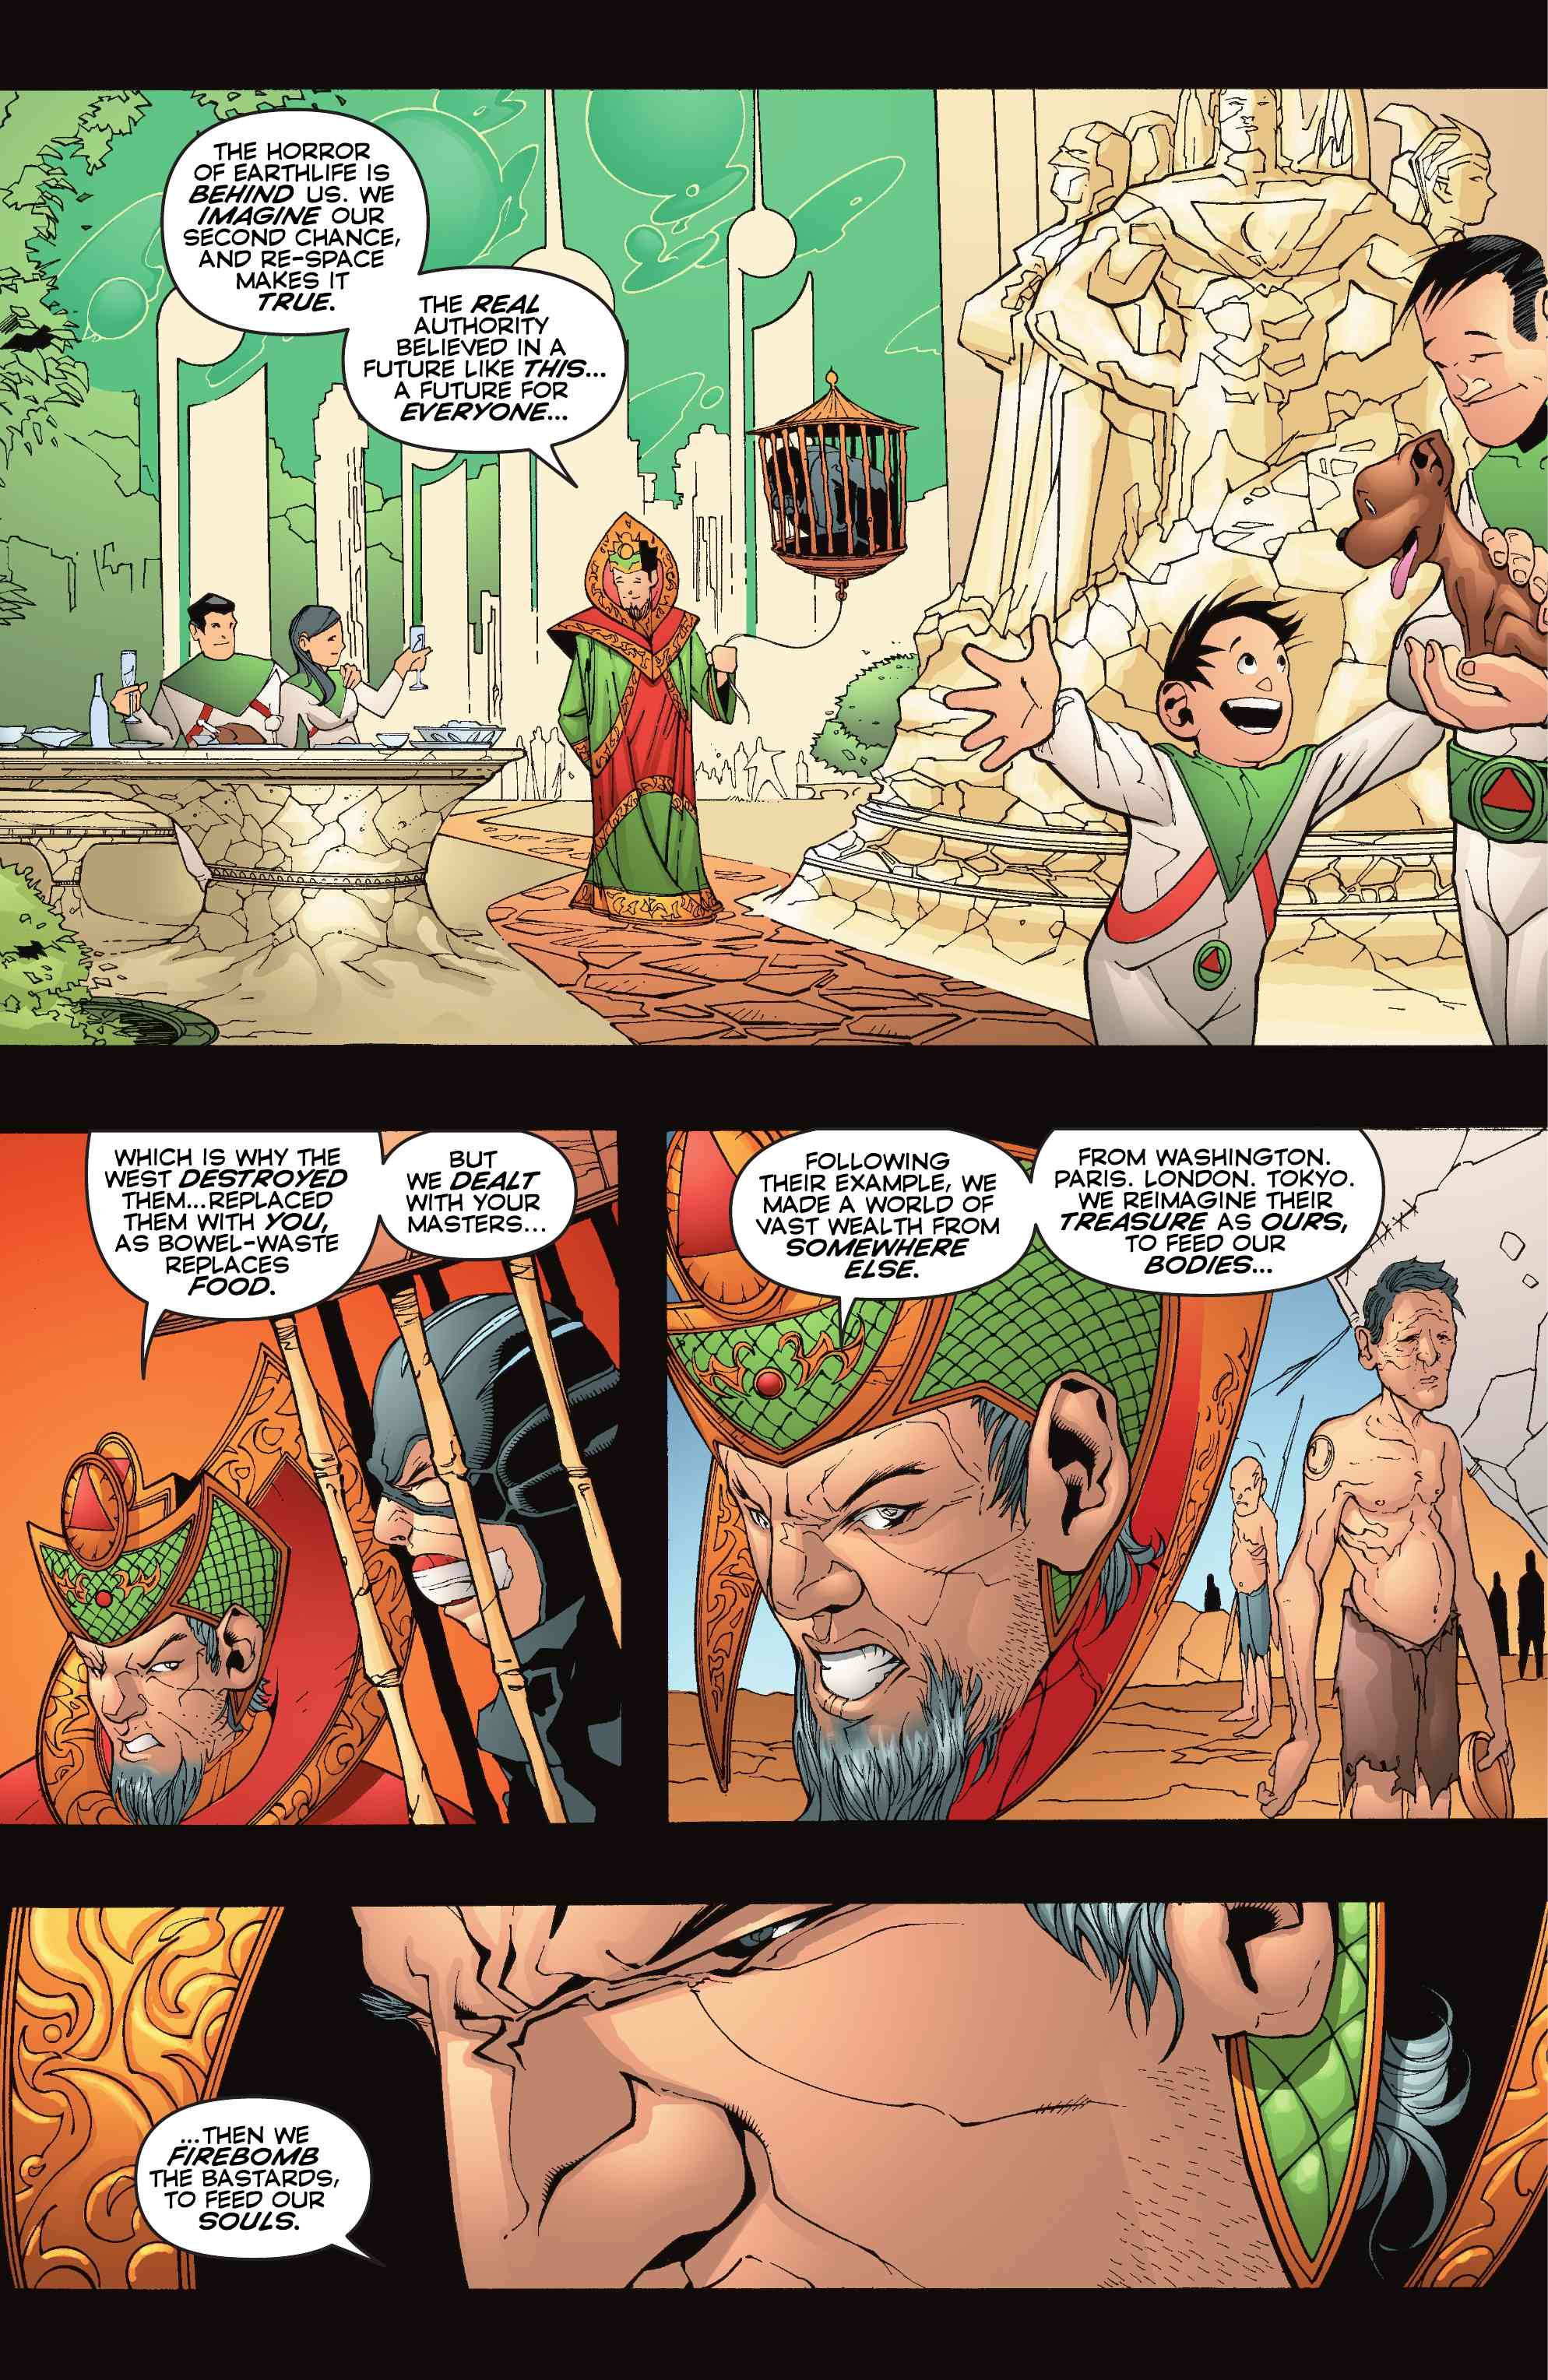 THE HORROR
OF EARTHLIFE IS
BEHIND US. WE
IMAGINE OUR
SECOND CHANCE,
AND RE-SPACE
MAKES IT
TRUE.
THE REAL
AUTHORITY
BELIEVED IN A
FUTURE LIKE THIS...
A FUTURE FOR
EVERYONE...
WHICH IS WHY THE
WEST DESTROYED
THEM...REPLACED
THEM WITH YOU,
AS BOWEL-WASTE
REPLACES
FOOD.
BUT
WE DEALT
WITH YOUR
MASTERS...
FOLLOWING
THEIR EXAMPLE, WE
MADE A WORLD OF
VAST WEALTH FROM
SOMEWHERE
ELSE.
FROM WASHINGTON.
PARIS. LONDON. TOKYO.
WE REIMAGINE THEIR
TREASURE AS OURS,
TO FEED OUR
BODIES...
...THEN WE
FIREBOMB
THE BASTARDS,
TO FEED OUR
SOULS.